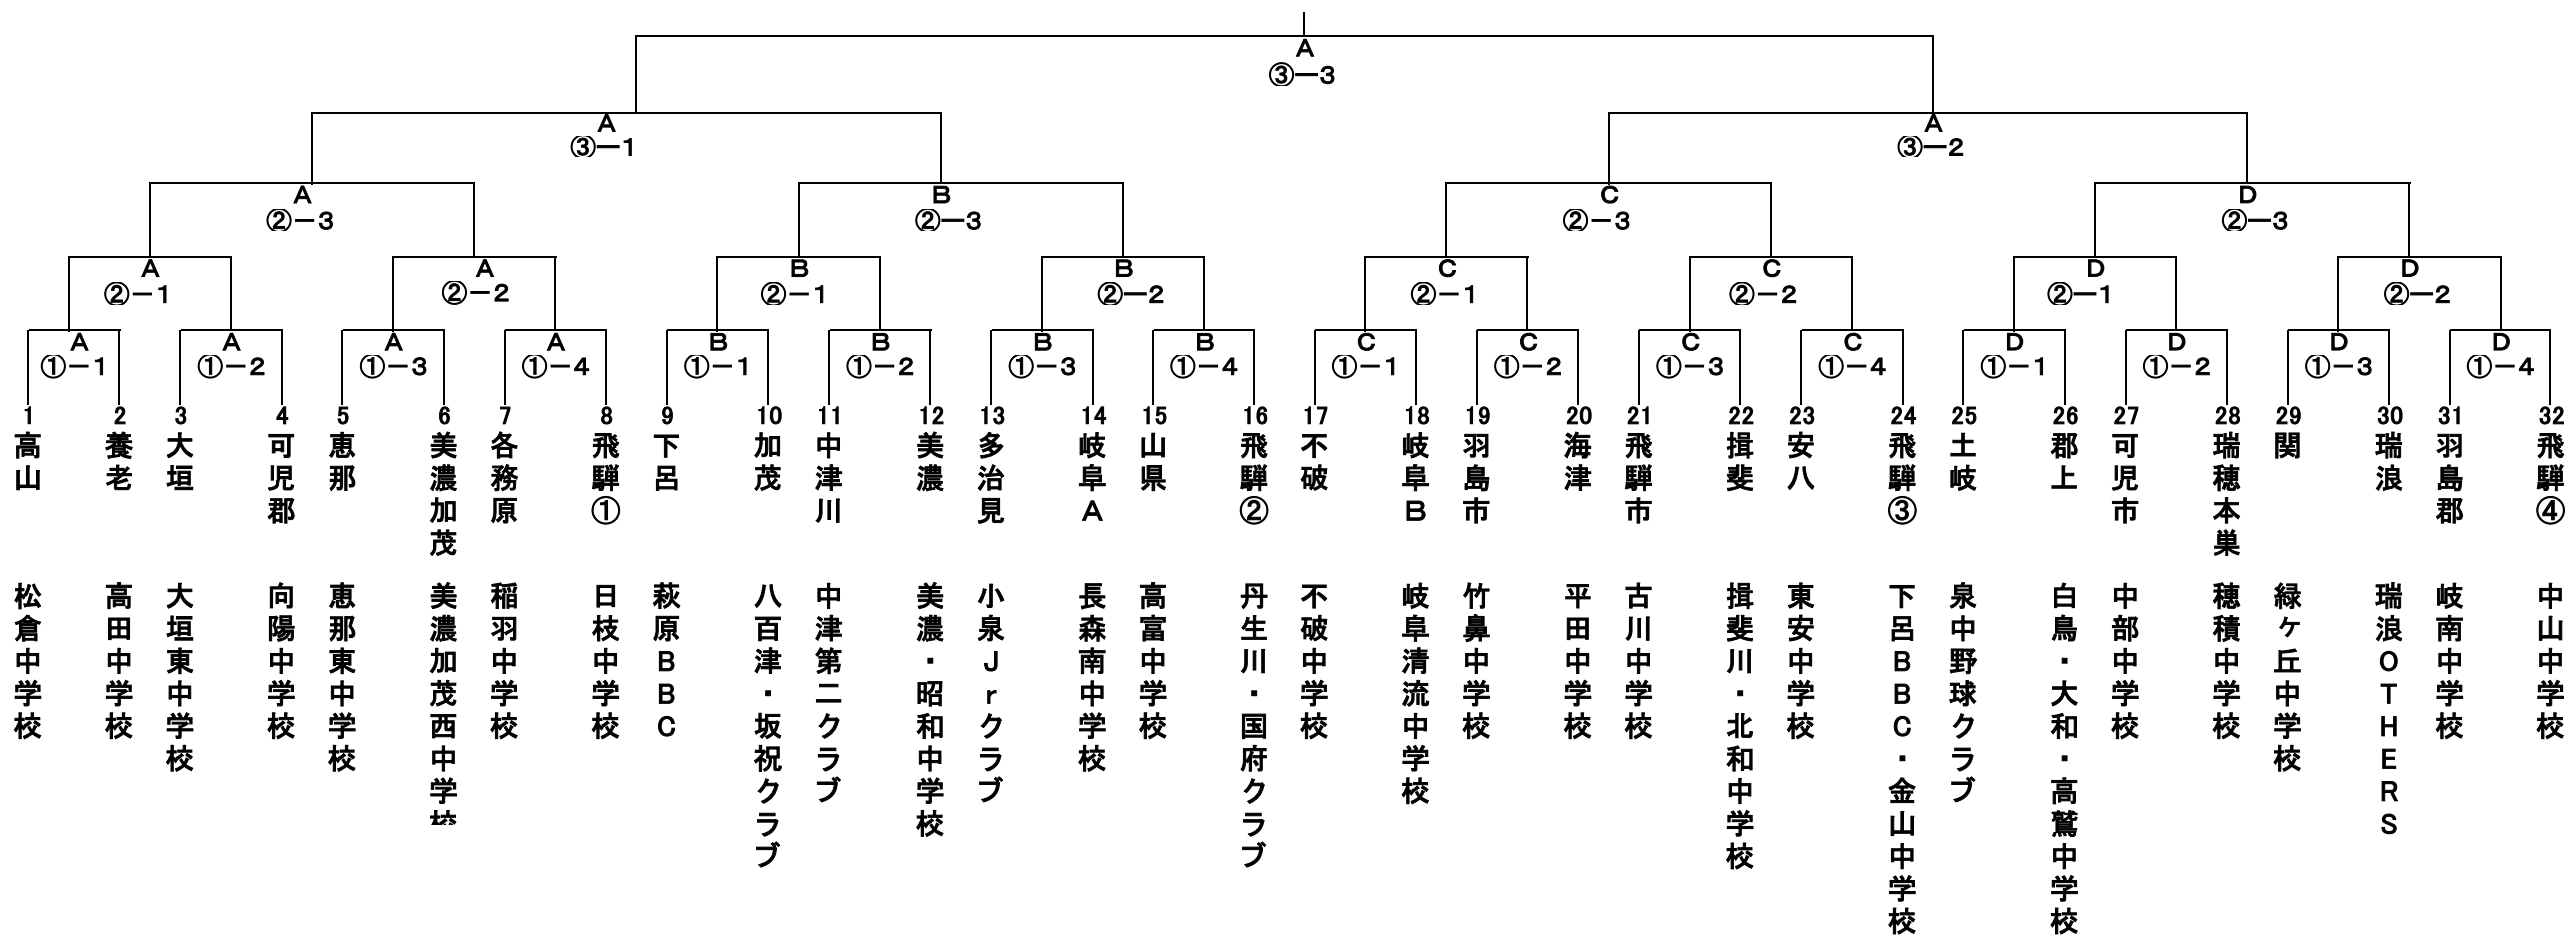 A
③－3
A
③－1
A
③－2
A
②－3
B
②－3
C
②－3
D
②－3
A
②－1
A
②－2
B
②－1
B
②－2
C
②－1
C
②－2
D
②－1
D
②－2
A
①－1
A
①－2
A
①－3
A
①－4
B
①－1
B
①－2
B
①－3
B
①－4
C
①－1
C
①－2
C
①－3
C
①－4
D
①－1
D
①－2
D
①－3
D
①－4
1
高山
松倉中学校
2
養老
高田中学校
3
大垣
大垣東中学校
4
可児郡
向陽中学校
5
恵那
恵那東中学校
6
美濃加茂
美濃加茂西中学校
7
各務原
稲羽中学校
8
飛騨①
日枝中学校
9
下呂
萩原ＢＢＣ
10
加茂
八百津・坂祝クラブ
11
中津川
中津第二クラブ
12
美濃
美濃・昭和中学校
13
多治見
小泉Ｊｒクラブ
14
岐阜Ａ
長森南中学校
15
山県
高富中学校
16
飛騨②
丹生川・国府クラブ
17
不破
不破中学校
18
岐阜Ｂ
岐阜清流中学校
19
羽島市
竹鼻中学校
20
海津
平田中学校
21
飛騨市
古川中学校
22
揖斐
揖斐川・北和中学校
23
安八
東安中学校
24
飛騨③
下呂ＢＢＣ・金山中学校
25
土岐
泉中野球クラブ
26
郡上
白鳥・大和・高鷲中学校
27
可児市
中部中学校
28
瑞穂本巣
穂積中学校
29
関
緑ヶ丘中学校
30
瑞浪
瑞浪ＯＴＨＥＲＳ
31
羽島郡
岐南中学校
32
飛騨④
中山中学校